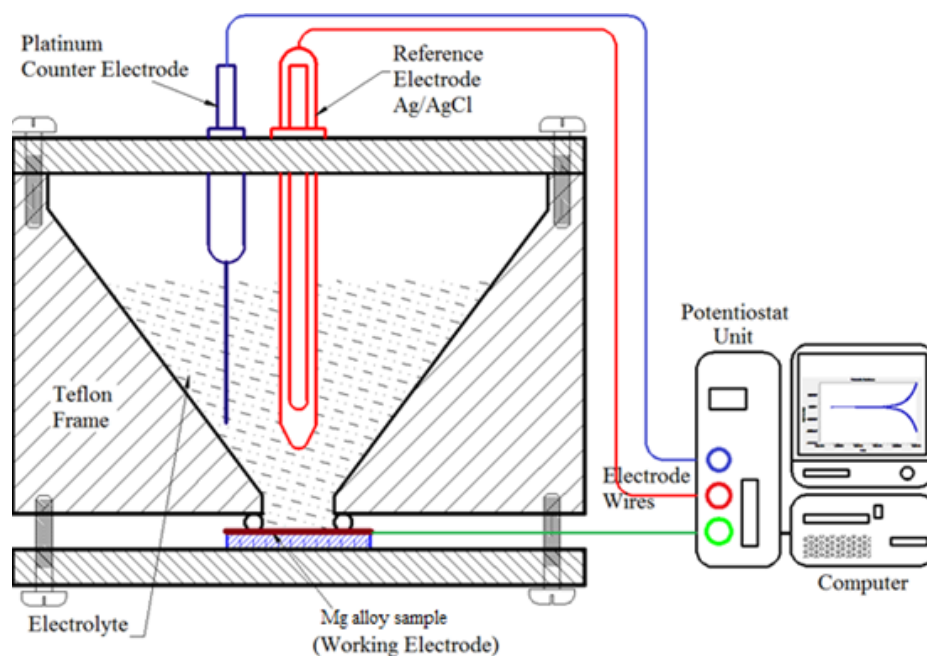 Platinum
Counter Electrode
Reference
Electrode
Ag/AgCl
Potentiostat
Unit
Teflon
Frame
Electrode
Wires
Computer
Electrolyte
Mg alloy sample
(Working Electrode)